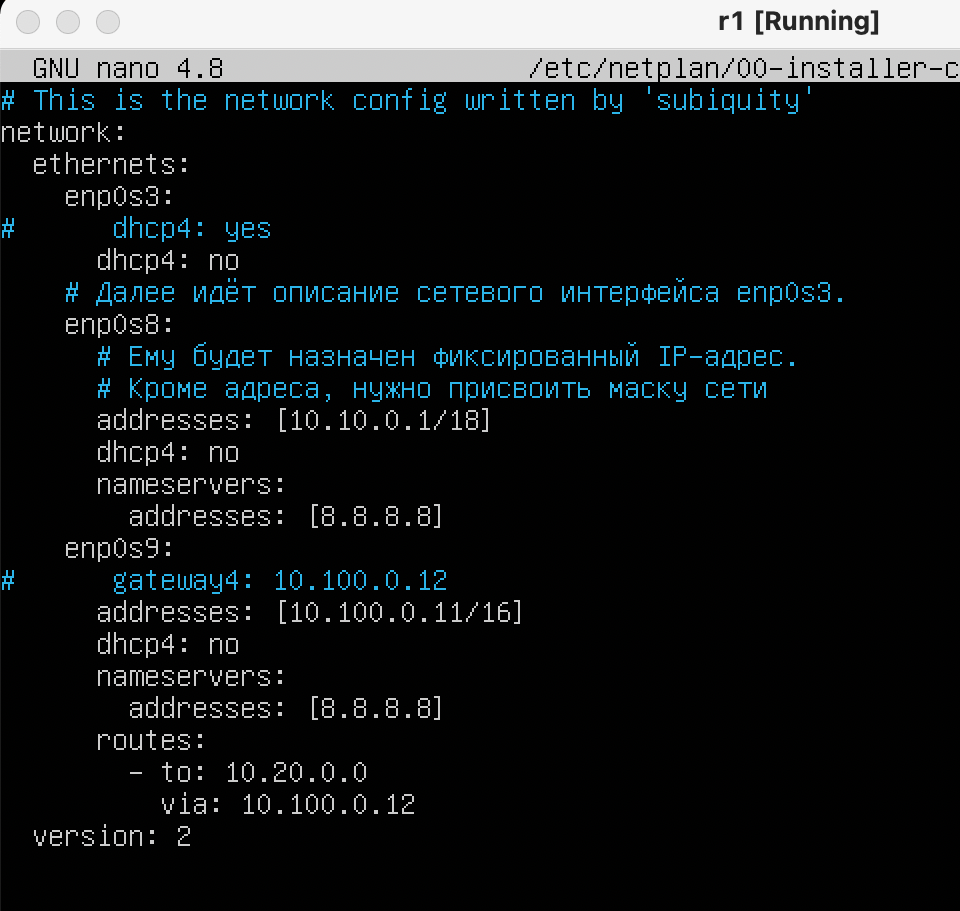 r1 [Running]
GNU nano 4.8 /etc/netplan/00-installer-c
# This is the network config written by 'subiquity'
network:
  ethernets:
    enp0s3:
#      dhcp4: yes
      dhcp4: no
    # Далее идёт описание сетевого интерфейса enp0s3.
    enp0s8:
      # Ему будет назначен фиксированный IP-адрес.
      # Кроме адреса, нужно присвоить маску сети
      addresses: [10.10.0.1/18]
      dhcp4: no
      nameservers:
        addresses: [8.8.8.8]
    enp0s9:
#      gateway4: 10.100.0.12
      addresses: [10.100.0.11/16]
      dhcp4: no
      nameservers:
        addresses: [8.8.8.8]
      routes:
        - to: 10.20.0.0
          via: 10.100.0.12
  version: 2